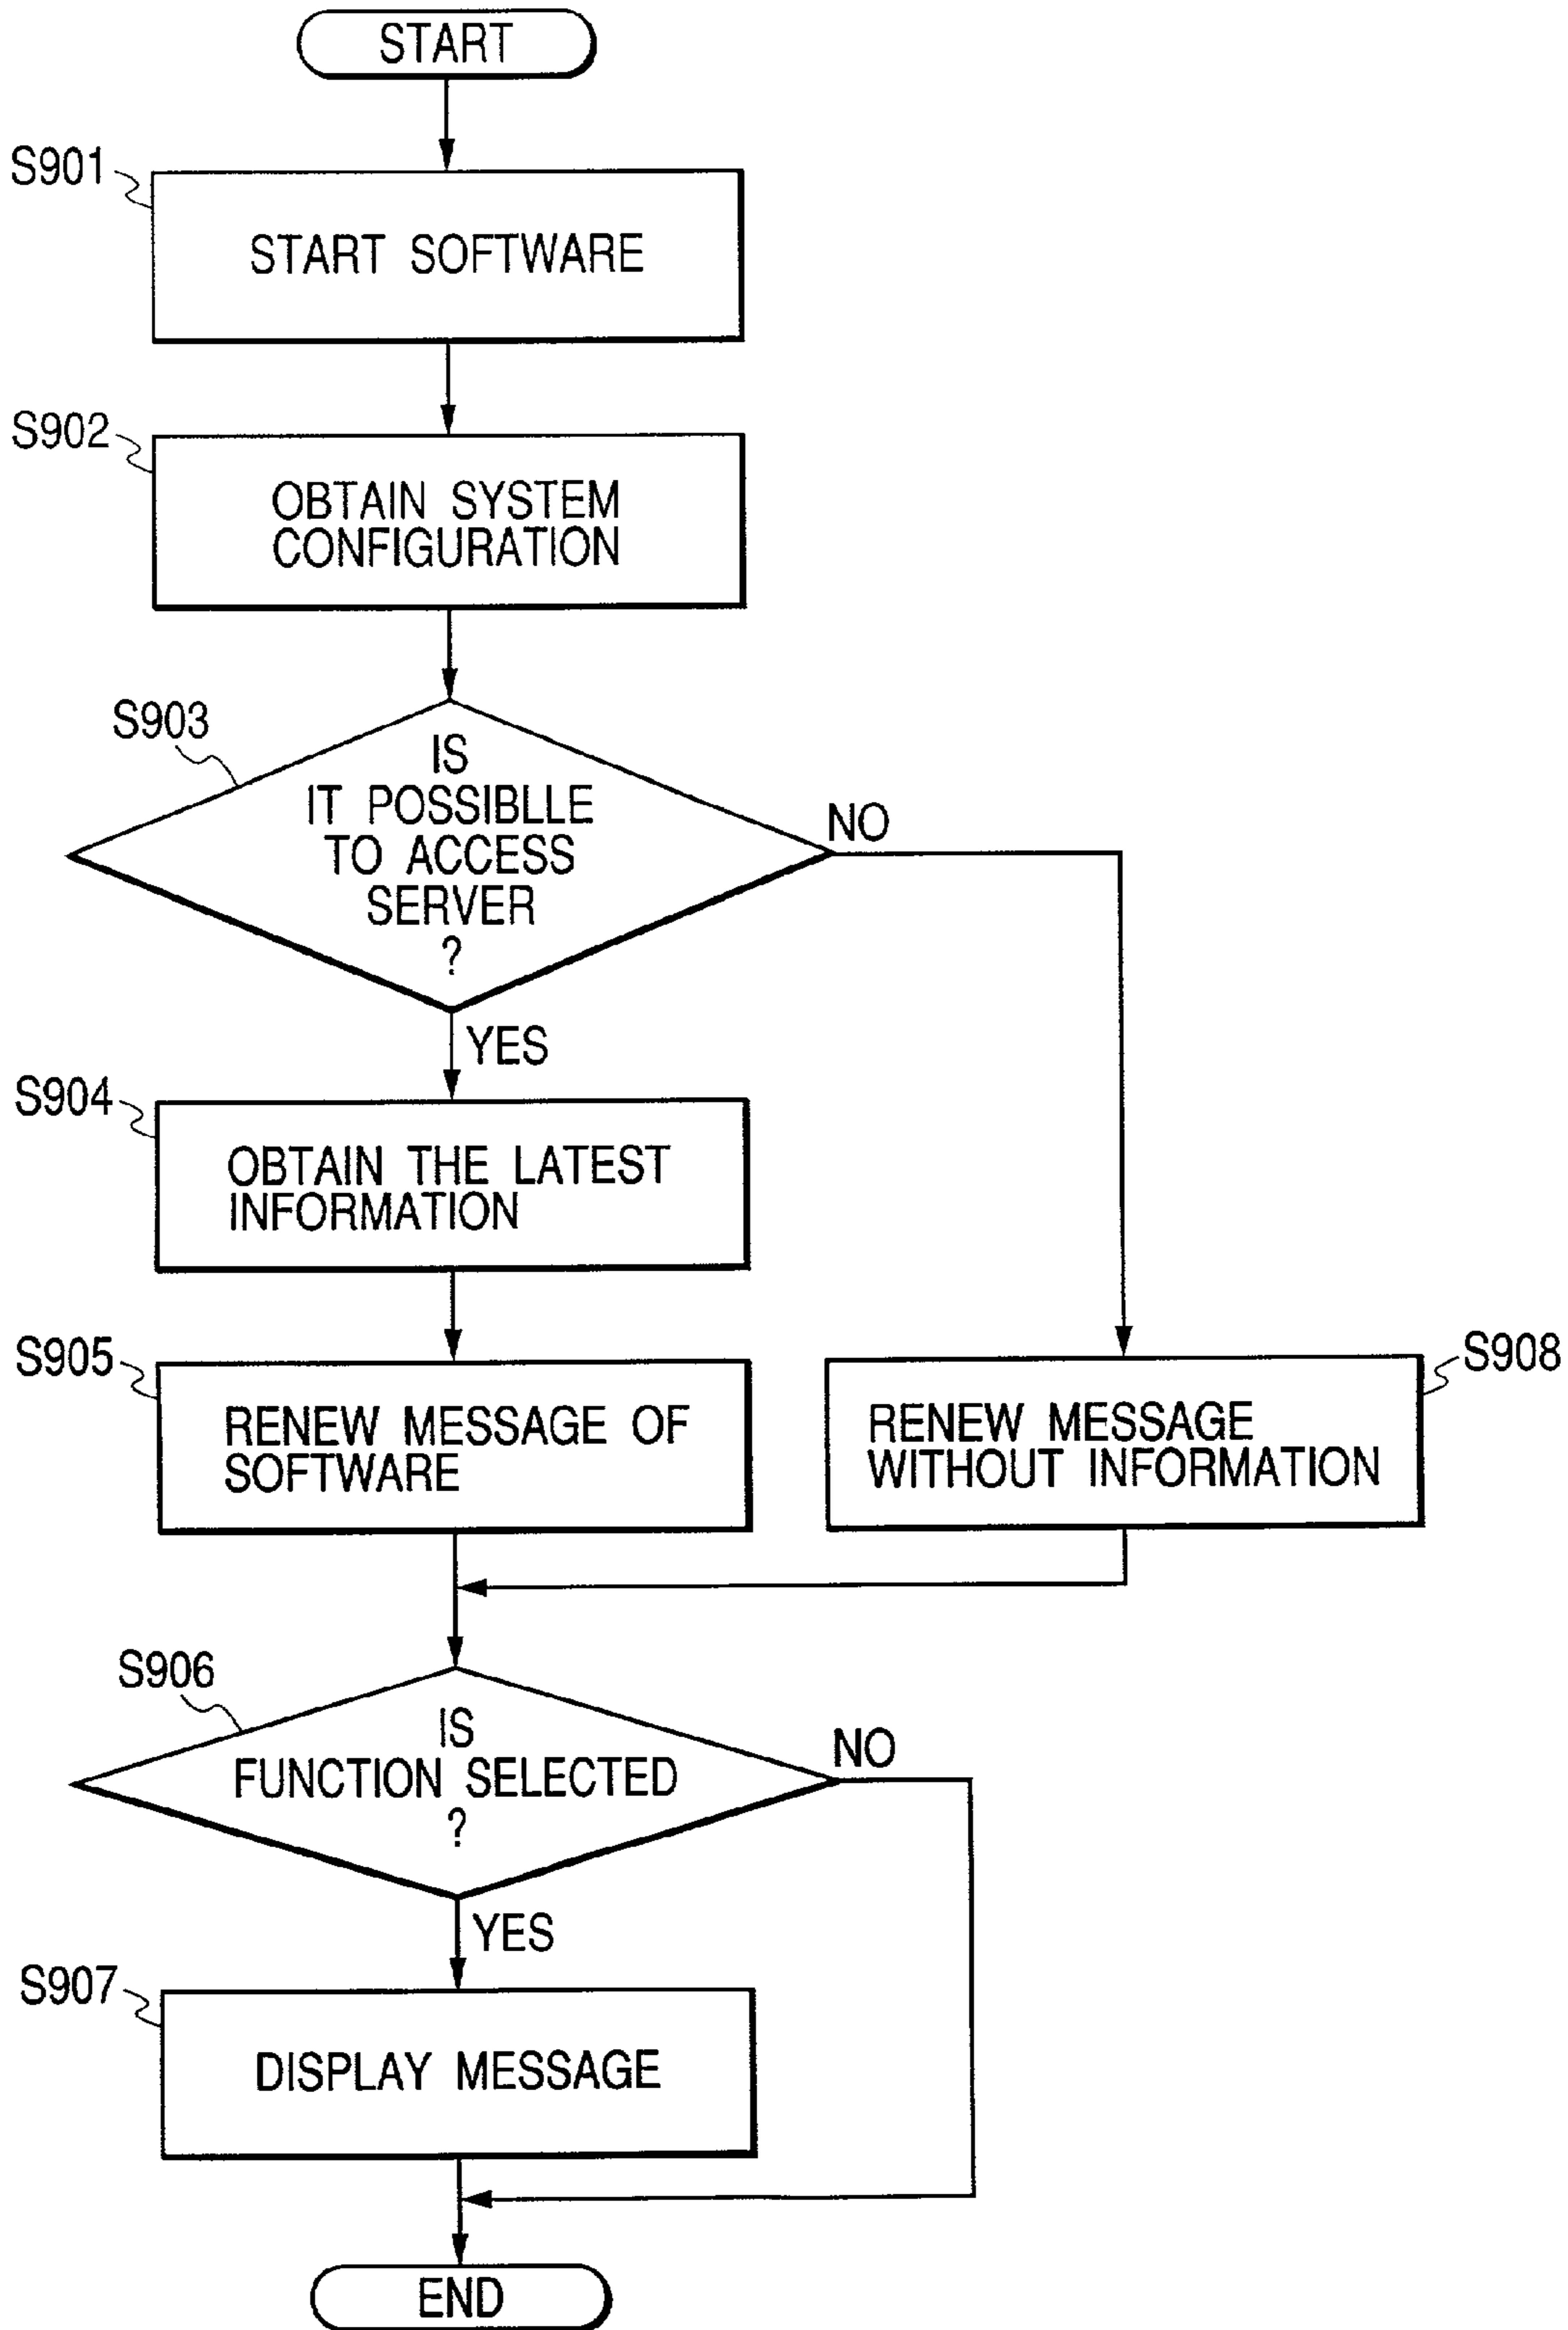 START
S901
START SOFTWARE
S902
OBTAIN SYSTEM
CONFIGURATION
S903
IS
IT POSSIBLLE
TO ACCESS
SERVER
?
NO
YES
S904
OBTAIN THE LATEST
INFORMATION
S905
RENEW MESSAGE OF
SOFTWARE
S908
RENEW MESSAGE
WITHOUT INFORMATION
S906
IS
FUNCTION SELECTED
?
NO
YES
S907
DISPLAY MESSAGE
END